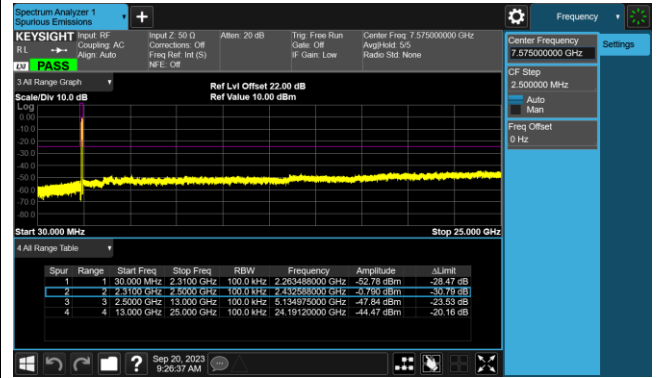 Spectrum Analyzer 1
Spurious Emissions
Frequency
KEYSIGHT Input: RF Input Z: 50 Ω Atten: 20 dB Trig: Free Run Center Freq: 7.575000000 GHz
RL Coupling: AC Corrections: Off Gate: Off Avg|Hold: 5/5
Align: Auto Freq Ref: Int (S) IF Gain: Low Radio Std: None
NFE: Off
LXI PASS
Center Frequency
7.575000000 GHz
Settings
CF Step
2.500000 MHz
Auto
Man
Freq Offset
0 Hz
3 All Range Graph
Ref Lvl Offset 22.00 dB
Scale/Div 10.0 dB Ref Value 10.00 dBm
Log
0.00
-10.0
-20.0
-30.0
-40.0
-50.0
-60.0
-70.0
-80.0
Start 30.000 MHz Stop 25.000 GHz
4 All Range Table
Spur Range Start Freq Stop Freq RBW Frequency Amplitude ΔLimit
1 1 30.000 MHz 2.3100 GHz 100.0 kHz 2.263488000 GHz -52.78 dBm -28.47 dB
2 2 2.3100 GHz 2.5000 GHz 100.0 kHz 2.432588000 GHz -0.790 dBm -30.79 dB
3 3 2.5000 GHz 13.000 GHz 100.0 kHz 5.134975000 GHz -47.84 dBm -23.53 dB
4 4 13.000 GHz 25.000 GHz 100.0 kHz 24.19120000 GHz -44.47 dBm -20.16 dB
Sep 20, 2023
9:26:37 AM